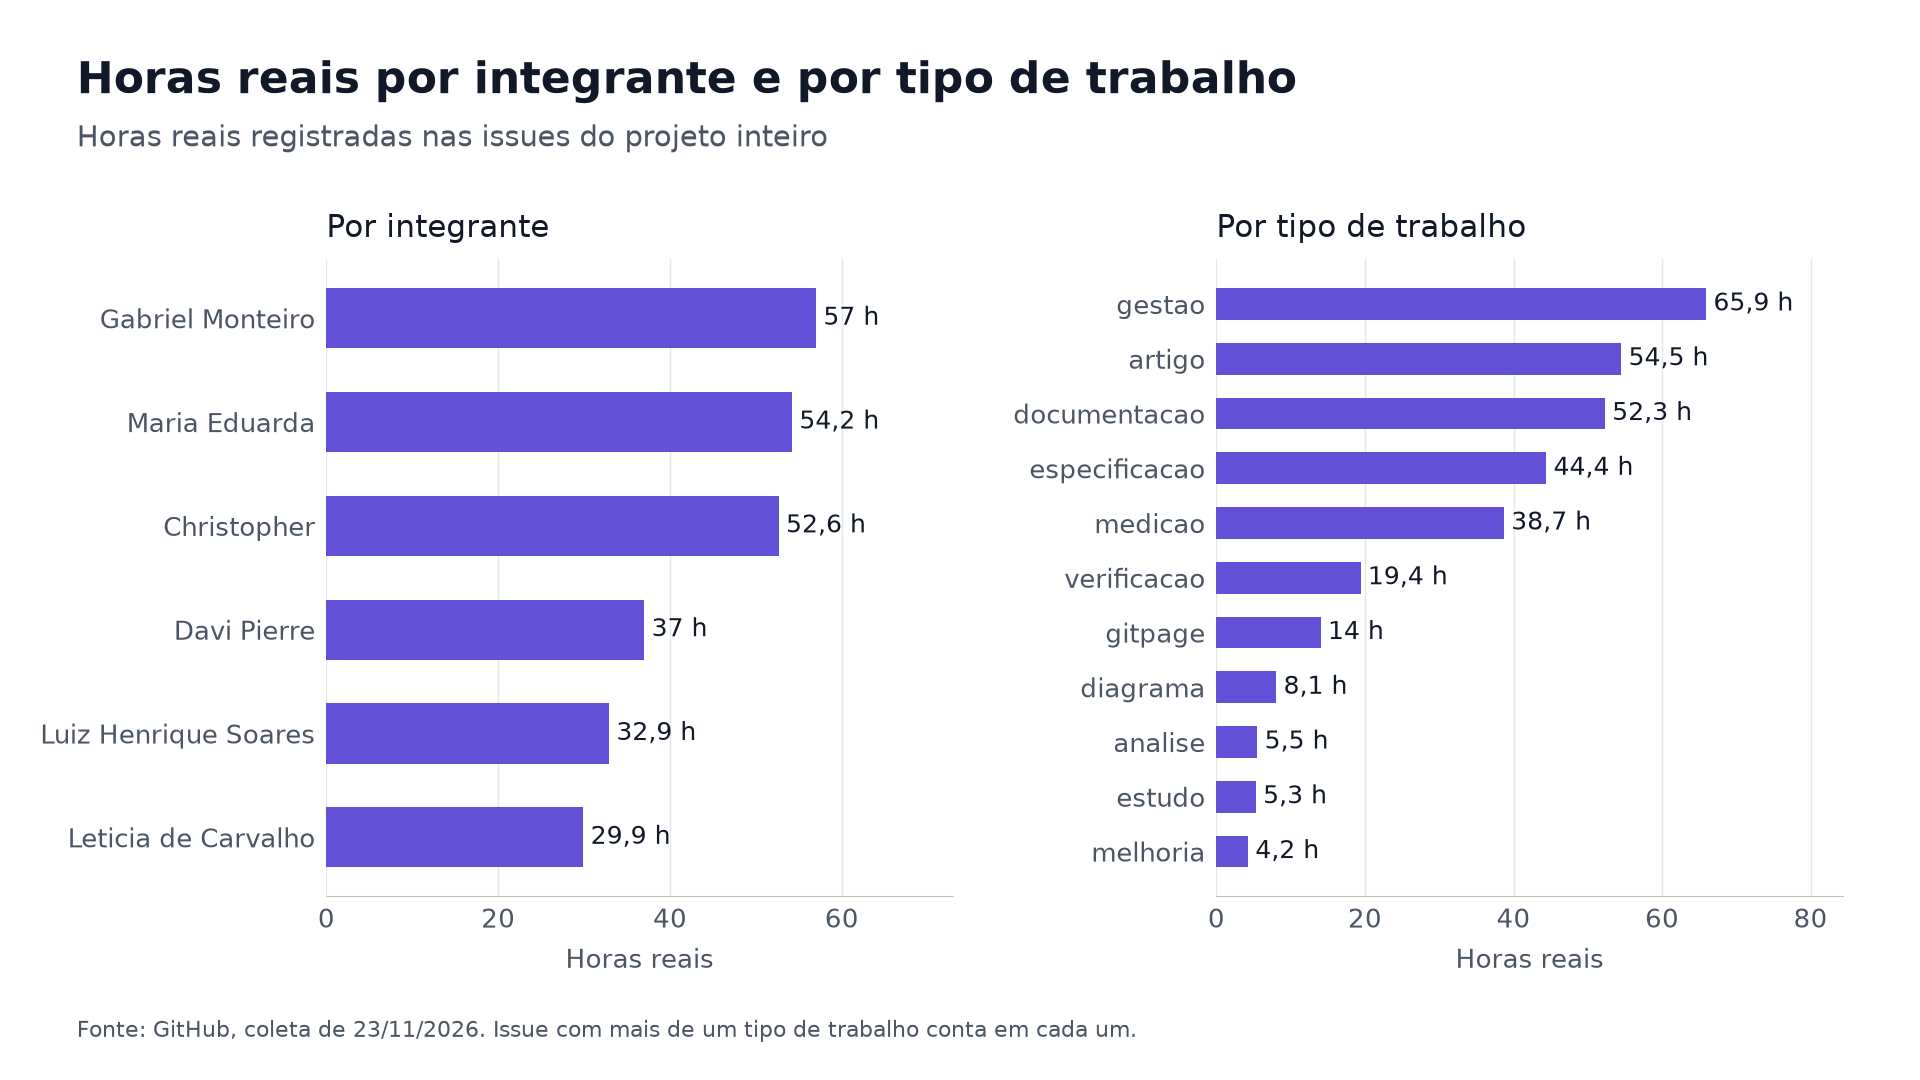 Horas reais por integrante e por tipo de trabalho
Horas reais registradas nas issues do projeto inteiro
Por integrante
Gabriel Monteiro 57 h
Maria Eduarda 54,2 h
Christopher 52,6 h
Davi Pierre 37 h
Luiz Henrique Soares 32,9 h
Leticia de Carvalho 29,9 h
0 20 40 60
Horas reais
Por tipo de trabalho
gestao 65,9 h
artigo 54,5 h
documentacao 52,3 h
especificacao 44,4 h
medicao 38,7 h
verificacao 19,4 h
gitpage 14 h
diagrama 8,1 h
analise 5,5 h
estudo 5,3 h
melhoria 4,2 h
0 20 40 60 80
Horas reais
Fonte: GitHub, coleta de 23/11/2026. Issue com mais de um tipo de trabalho conta em cada um.